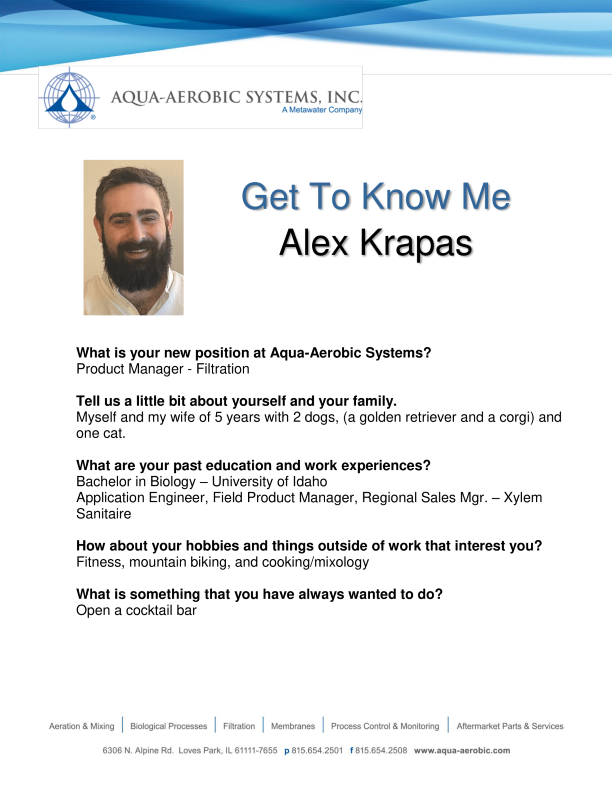 AQUA-AEROBIC SYSTEMS, INC.
A Metawater Company
®
Get To Know Me
Alex Krapas
What is your new position at Aqua-Aerobic Systems?
Product Manager - Filtration
Tell us a little bit about yourself and your family.
Myself and my wife of 5 years with 2 dogs, (a golden retriever and a corgi) and
one cat.
What are your past education and work experiences?
Bachelor in Biology – University of Idaho
Application Engineer, Field Product Manager, Regional Sales Mgr. – Xylem
Sanitaire
How about your hobbies and things outside of work that interest you?
Fitness, mountain biking, and cooking/mixology
What is something that you have always wanted to do?
Open a cocktail bar
Aeration & Mixing | Biological Processes | Filtration | Membranes | Process Control & Monitoring | Aftermarket Parts & Services
6306 N. Alpine Rd. Loves Park, IL 61111-7655 p 815.654.2501 f 815.654.2508 www.aqua-aerobic.com